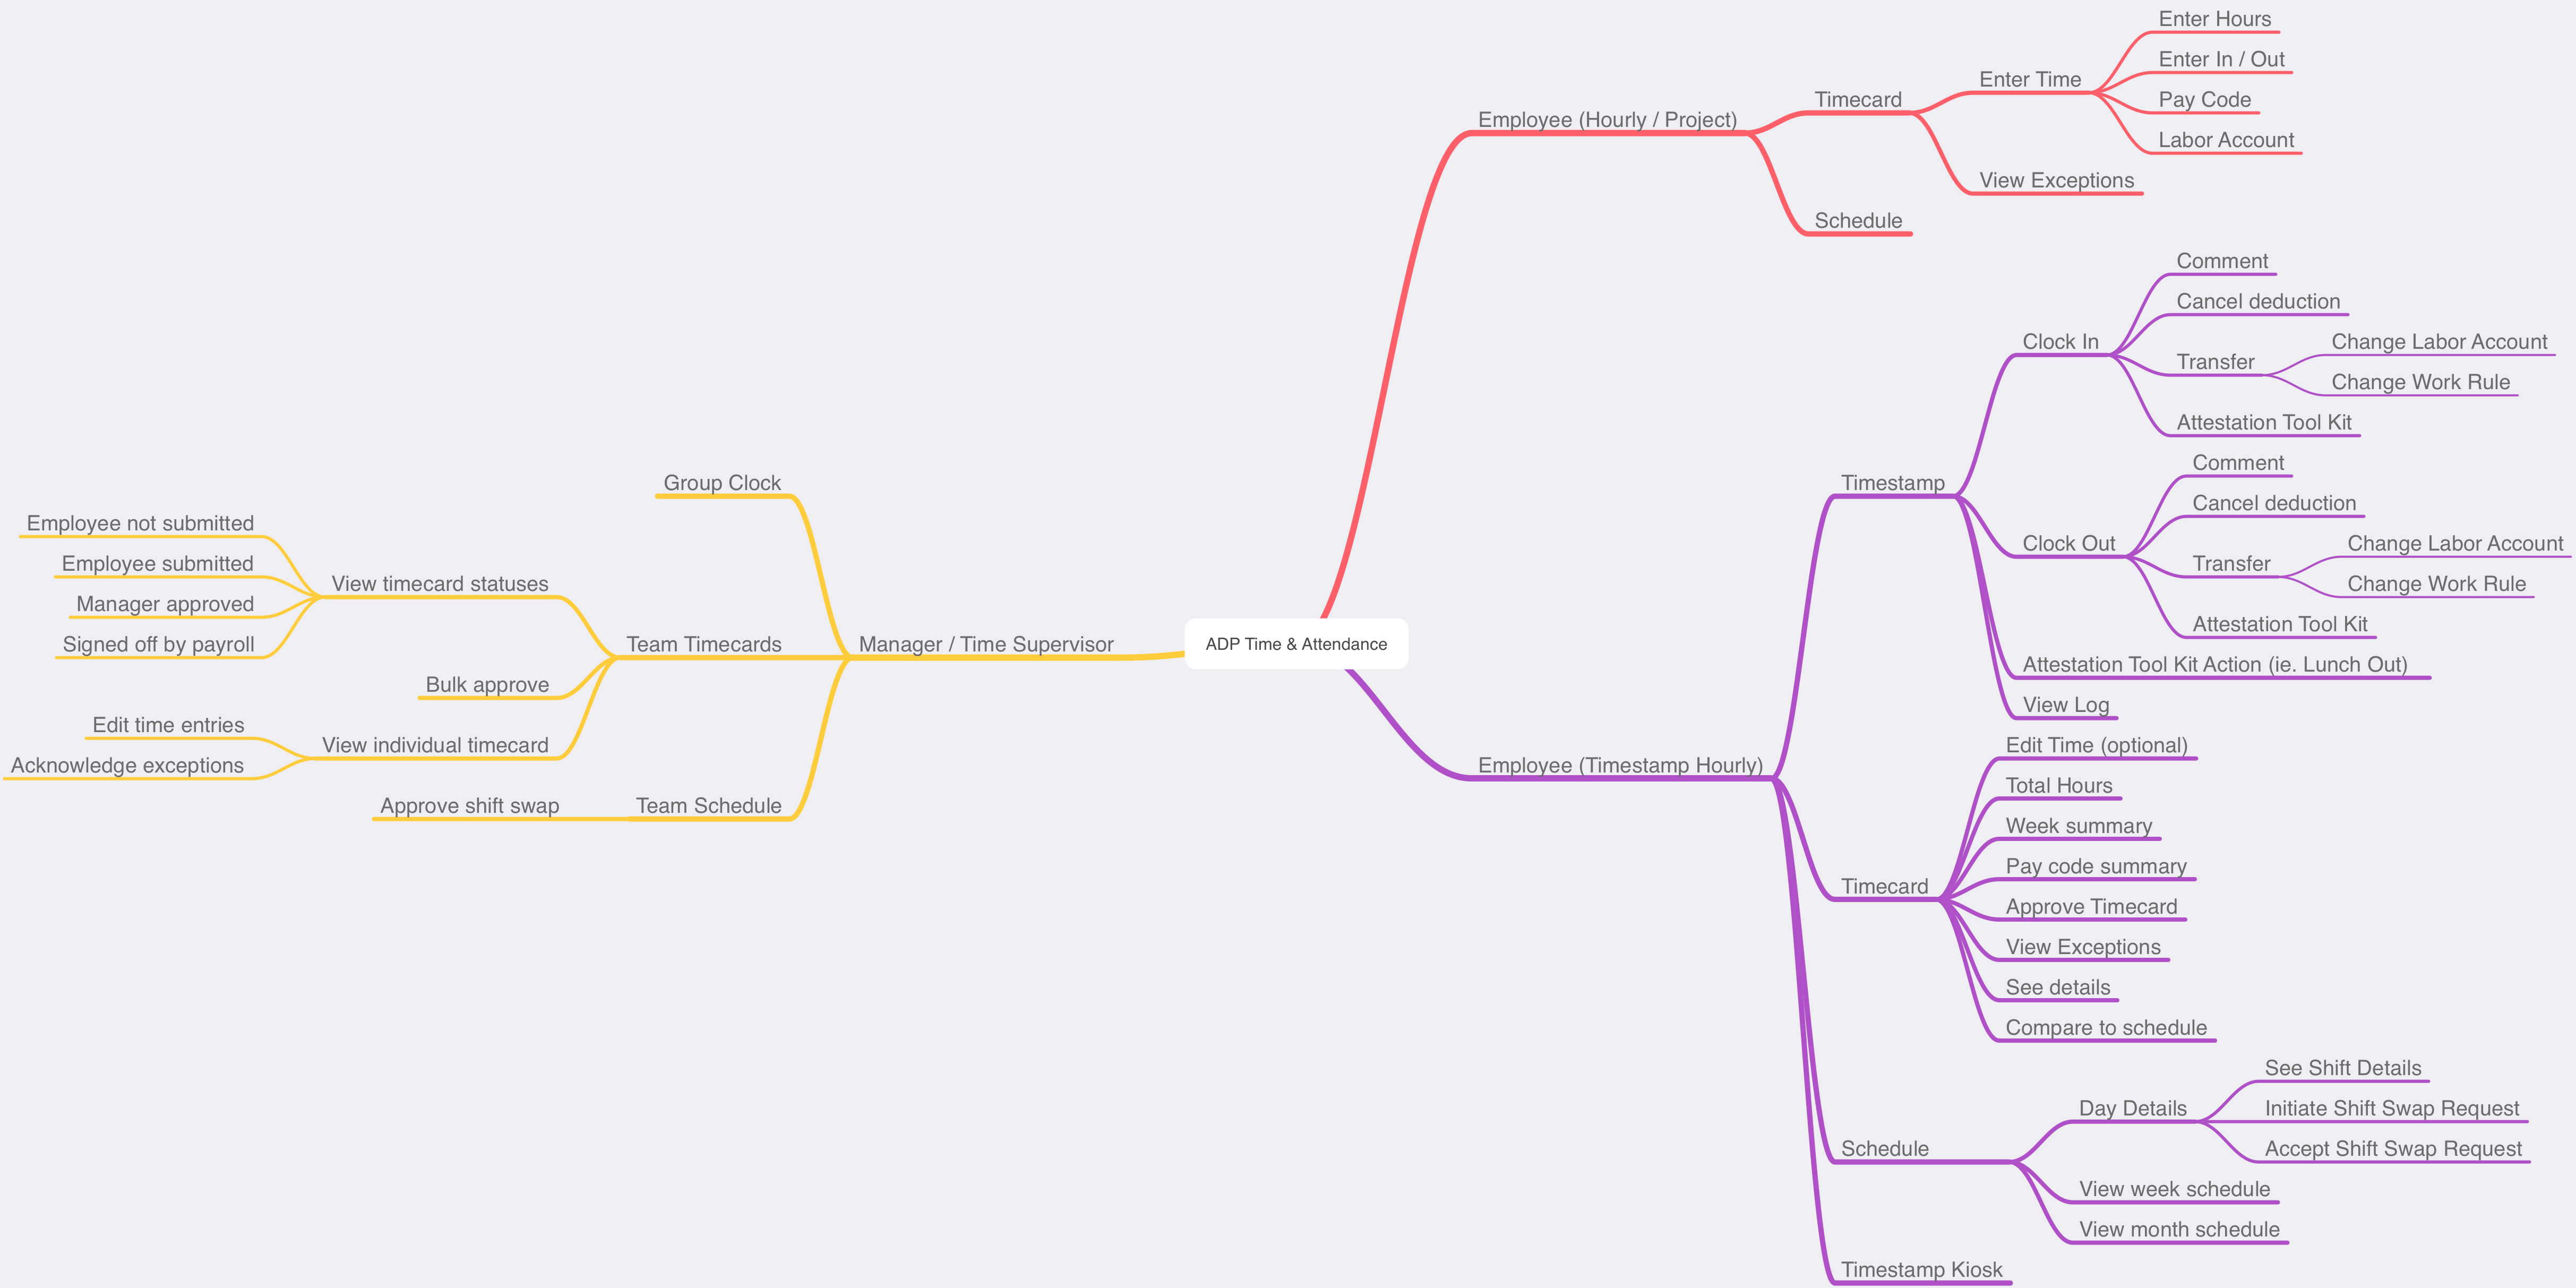 ADP Time & Attendance
Employee (Hourly / Project)
Timecard
Enter Time
Enter Hours
Enter In / Out
Pay Code
Labor Account
View Exceptions
Schedule
Employee (Timestamp Hourly)
Timestamp
Clock In
Comment
Cancel deduction
Transfer
Change Labor Account
Change Work Rule
Attestation Tool Kit
Clock Out
Comment
Cancel deduction
Transfer
Change Labor Account
Change Work Rule
Attestation Tool Kit
Attestation Tool Kit Action (ie. Lunch Out)
View Log
Timecard
Edit Time (optional)
Total Hours
Week summary
Pay code summary
Approve Timecard
View Exceptions
See details
Compare to schedule
Schedule
Day Details
See Shift Details
Initiate Shift Swap Request
Accept Shift Swap Request
View week schedule
View month schedule
Timestamp Kiosk
Manager / Time Supervisor
Group Clock
Team Timecards
View timecard statuses
Employee not submitted
Employee submitted
Manager approved
Signed off by payroll
Bulk approve
View individual timecard
Edit time entries
Acknowledge exceptions
Team Schedule
Approve shift swap